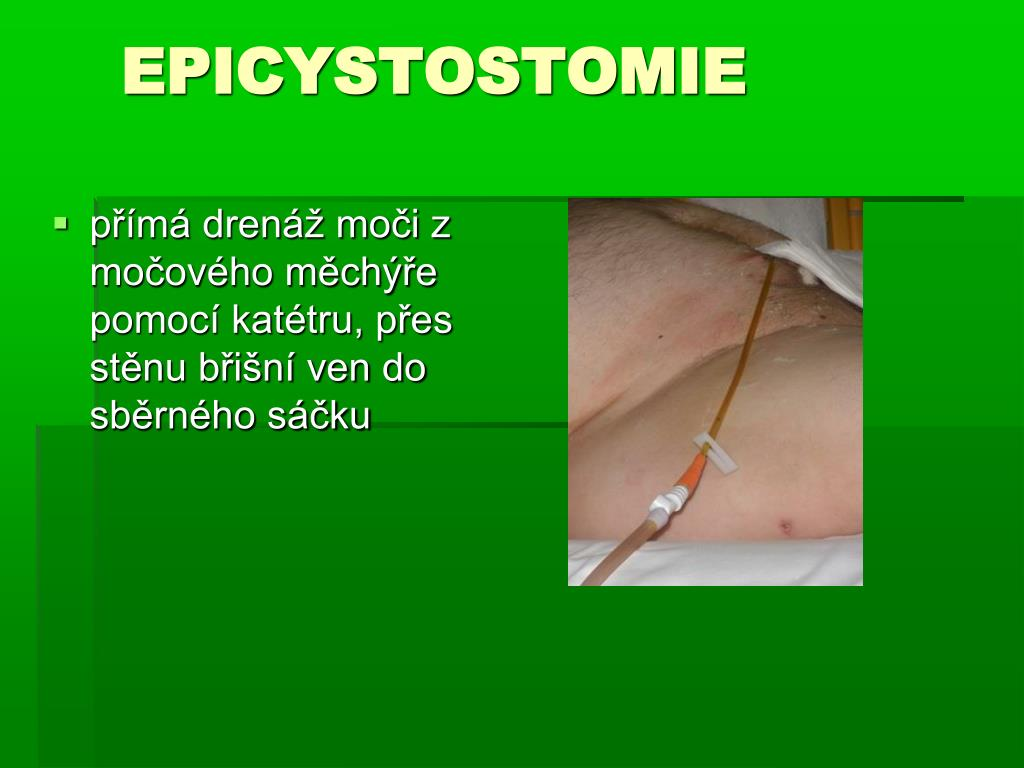 EPICYSTOSTOMIE
přímá drenáž moči z
močového měchýře
pomocí katétru, přes
stěnu břišní ven do
sběrného sáčku